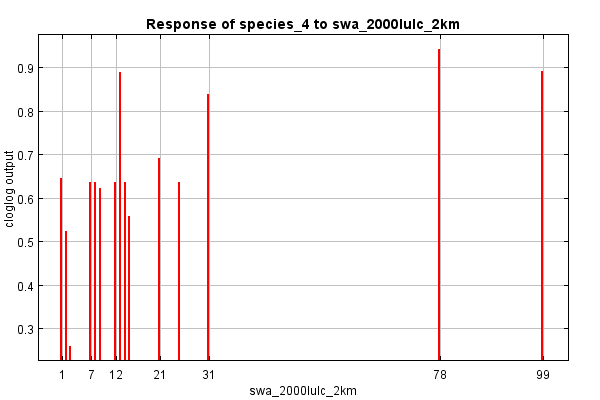 Response of species_4 to swa_2000lulc_2km
cloglog output
0.9
0.8
0.7
0.6
0.5
0.4
0.3
1 7 12 21 31 78 99
swa_2000lulc_2km